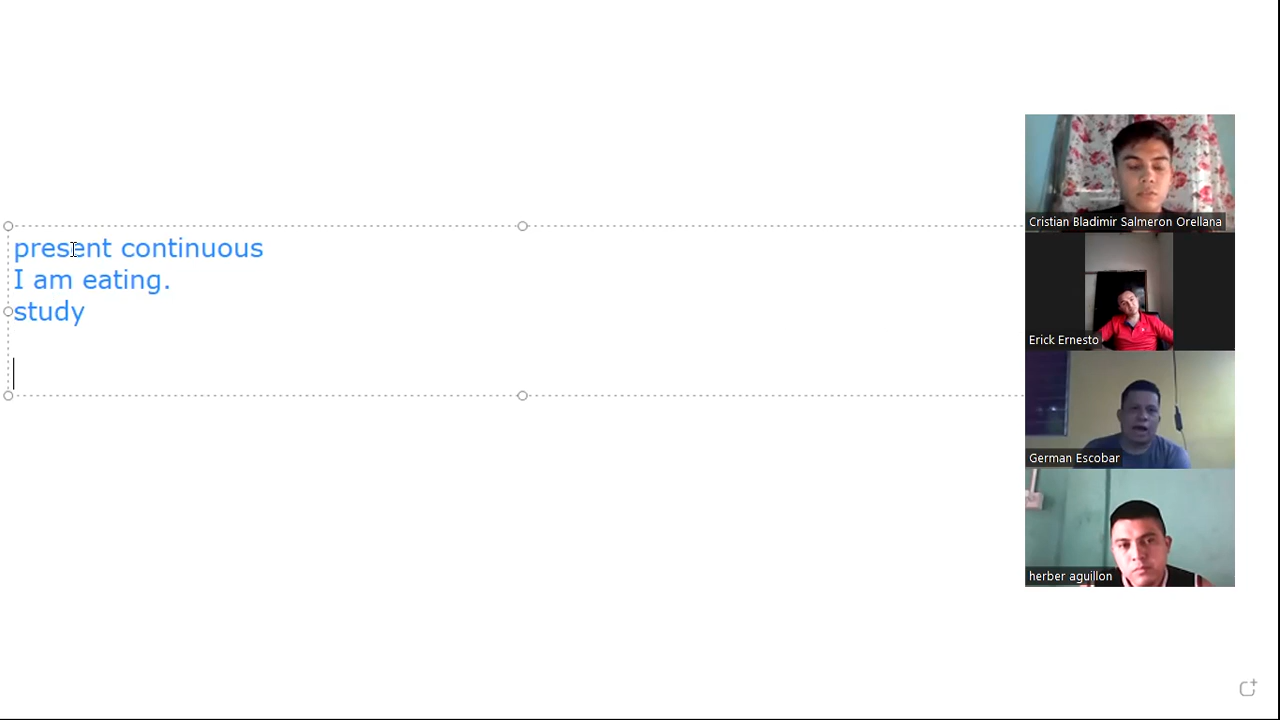 present continuous
I am eating.
study
Cristian Bladimir Salmeron Orellana
Erick Ernesto
German Escobar
herber aguillon